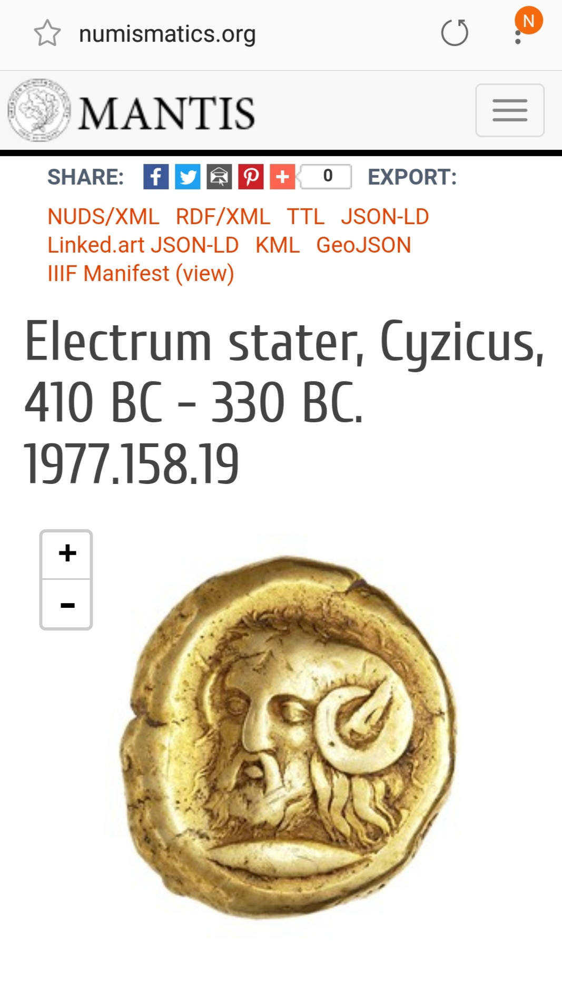 numismatics.org
N
MANTIS
SHARE: 0 EXPORT:
NUDS/XML RDF/XML TTL JSON-LD
Linked.art JSON-LD KML GeoJSON
IIIF Manifest (view)
Electrum stater, Cyzicus,
410 BC - 330 BC.
1977.158.19
+
-